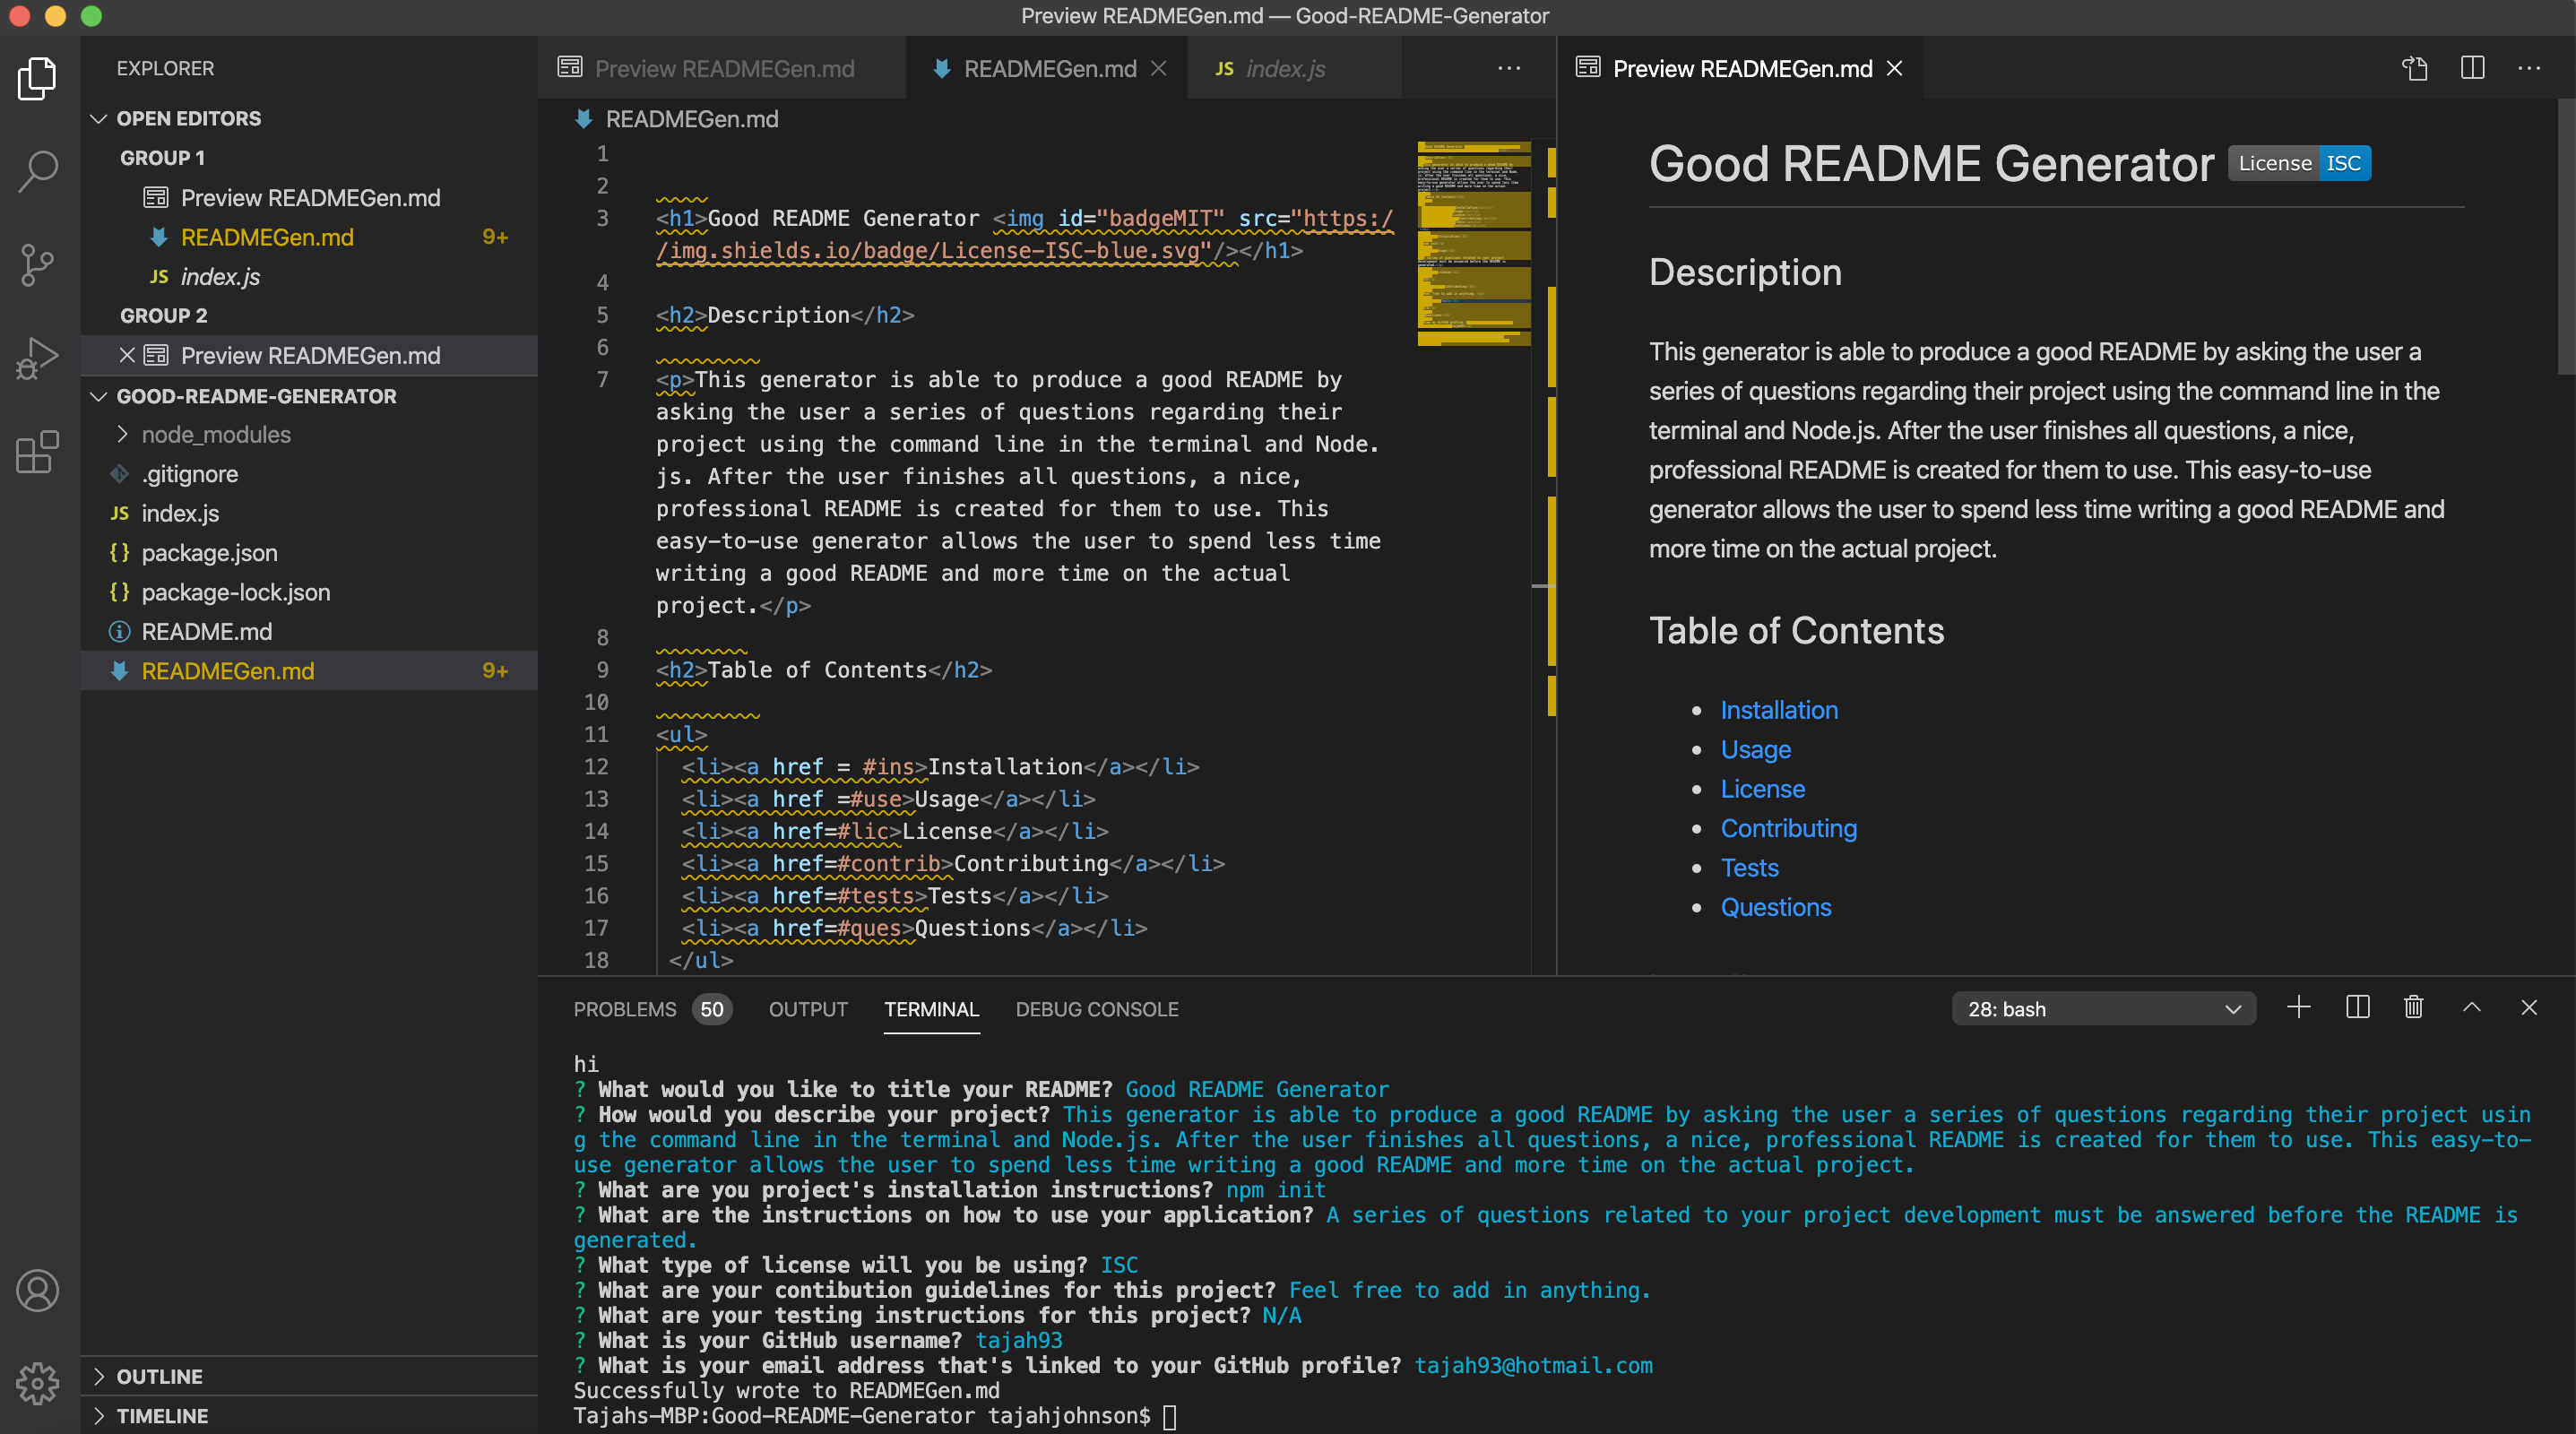 Preview READMEGen.md — Good-README-Generator
EXPLORER
OPEN EDITORS
GROUP 1
Preview READMEGen.md
READMEGen.md 9+
JS index.js
GROUP 2
Preview READMEGen.md
GOOD-README-GENERATOR
node_modules
.gitignore
JS index.js
{} package.json
{} package-lock.json
README.md
READMEGen.md 9+
OUTLINE
TIMELINE
Preview READMEGen.md
READMEGen.md
JS index.js
READMEGen.md
1
2
3 <h1>Good README Generator <img id="badgeMIT" src="https:/
/img.shields.io/badge/License-ISC-blue.svg"/></h1>
4
5 <h2>Description</h2>
6
7 <p>This generator is able to produce a good README by
asking the user a series of questions regarding their
project using the command line in the terminal and Node.
js. After the user finishes all questions, a nice,
professional README is created for them to use. This
easy-to-use generator allows the user to spend less time
writing a good README and more time on the actual
project.</p>
8
9 <h2>Table of Contents</h2>
10
11 <ul>
12 <li><a href = #ins>Installation</a></li>
13 <li><a href =#use>Usage</a></li>
14 <li><a href=#lic>License</a></li>
15 <li><a href=#contrib>Contributing</a></li>
16 <li><a href=#tests>Tests</a></li>
17 <li><a href=#ques>Questions</a></li>
18 </ul>
Preview READMEGen.md
Good README Generator License ISC
Description
This generator is able to produce a good README by asking the user a
series of questions regarding their project using the command line in the
terminal and Node.js. After the user finishes all questions, a nice,
professional README is created for them to use. This easy-to-use
generator allows the user to spend less time writing a good README and
more time on the actual project.
Table of Contents
Installation
Usage
License
Contributing
Tests
Questions
PROBLEMS 50 OUTPUT TERMINAL DEBUG CONSOLE 28: bash
hi
? What would you like to title your README? Good README Generator
? How would you describe your project? This generator is able to produce a good README by asking the user a series of questions regarding their project usin
g the command line in the terminal and Node.js. After the user finishes all questions, a nice, professional README is created for them to use. This easy-to-
use generator allows the user to spend less time writing a good README and more time on the actual project.
? What are you project's installation instructions? npm init
? What are the instructions on how to use your application? A series of questions related to your project development must be answered before the README is
generated.
? What type of license will you be using? ISC
? What are your contibution guidelines for this project? Feel free to add in anything.
? What are your testing instructions for this project? N/A
? What is your GitHub username? tajah93
? What is your email address that's linked to your GitHub profile? tajah93@hotmail.com
Successfully wrote to READMEGen.md
Tajahs-MBP:Good-README-Generator tajahjohnson$